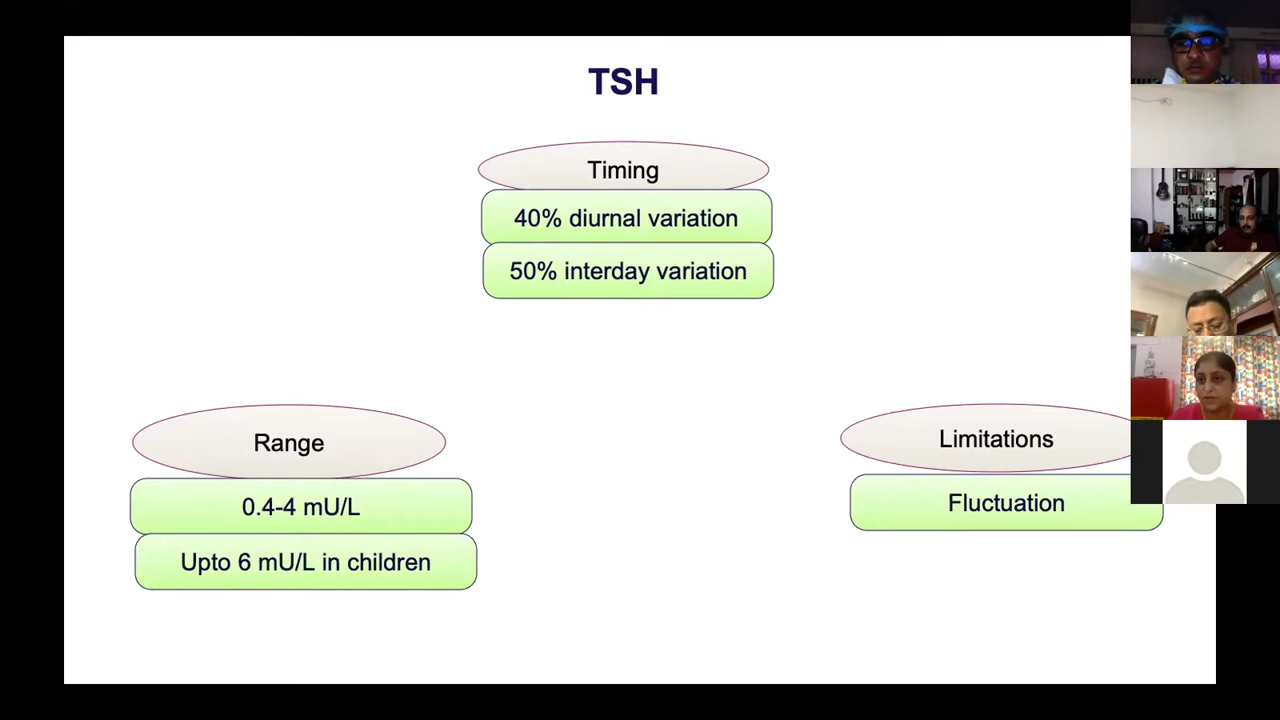 TSH
Timing
40% diurnal variation
50% interday variation
Range
0.4-4 mU/L
Upto 6 mU/L in children
Limitations
Fluctuation